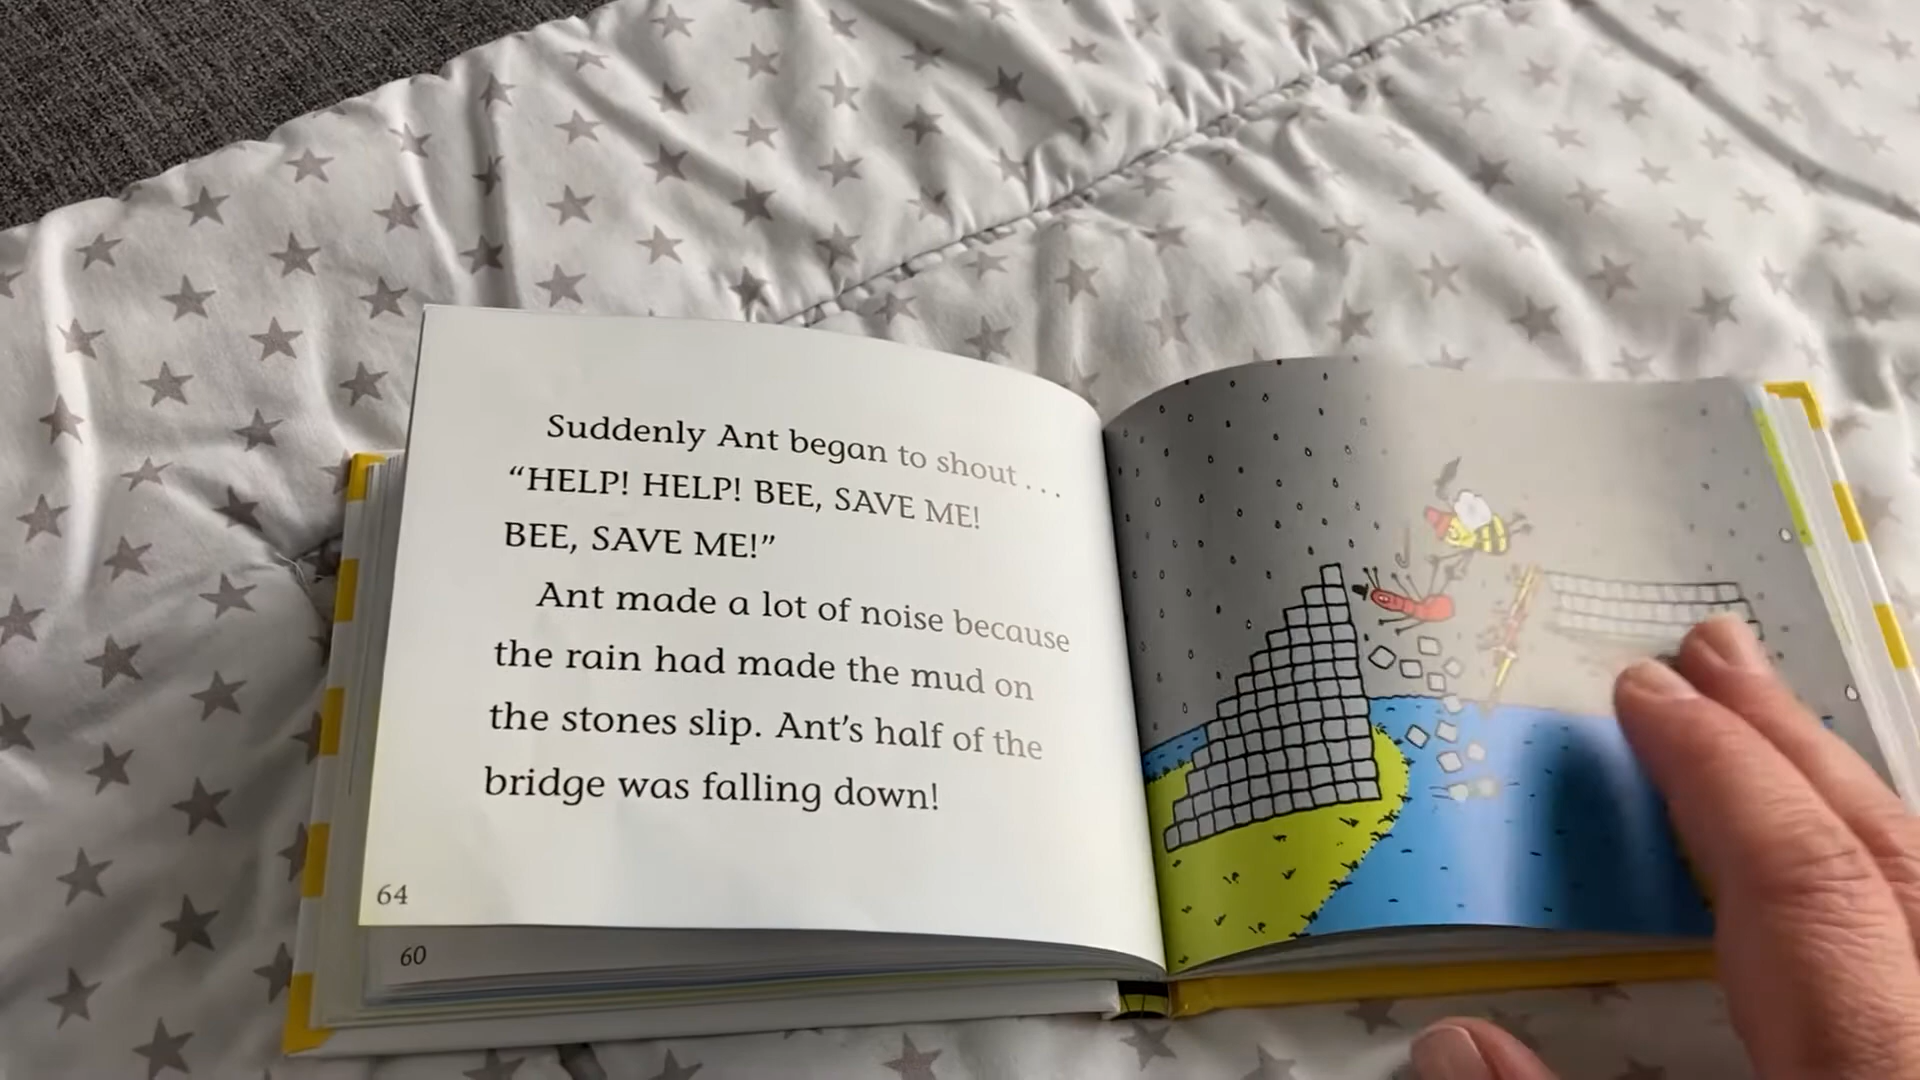 Suddenly Ant began to shout . . .
“HELP! HELP! BEE, SAVE ME!
BEE, SAVE ME!”
Ant made a lot of noise because
the rain had made the mud on
the stones slip. Ant’s half of the
bridge was falling down!
64
60